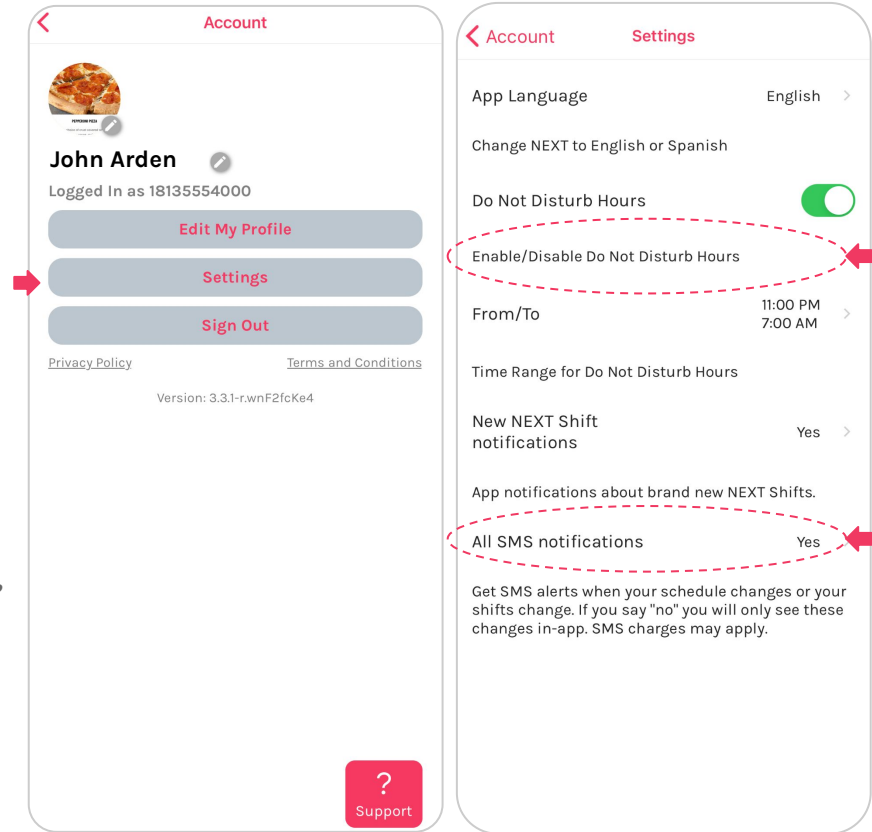 Account
PEPPERONI PIZZA
John Arden
Logged In as 18135554000
Edit My Profile
Settings
Sign Out
Privacy Policy Terms and Conditions
Version: 3.3.1-r.wnF2fcKe4
?
Support
Account Settings
App Language English
Change NEXT to English or Spanish
Do Not Disturb Hours
Enable/Disable Do Not Disturb Hours
From/To 11:00 PM
7:00 AM
Time Range for Do Not Disturb Hours
New NEXT Shift
notifications Yes
App notifications about brand new NEXT Shifts.
All SMS notifications Yes
Get SMS alerts when your schedule changes or your
shifts change. If you say "no" you will only see these
changes in-app. SMS charges may apply.